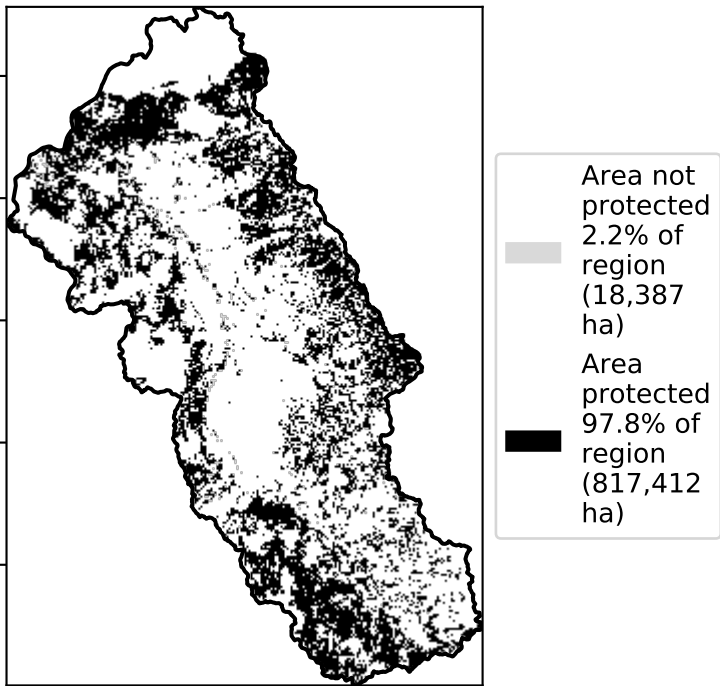 Area not
protected
2.2% of
region
(18,387
ha)
Area
protected
97.8% of
region
(817,412
ha)